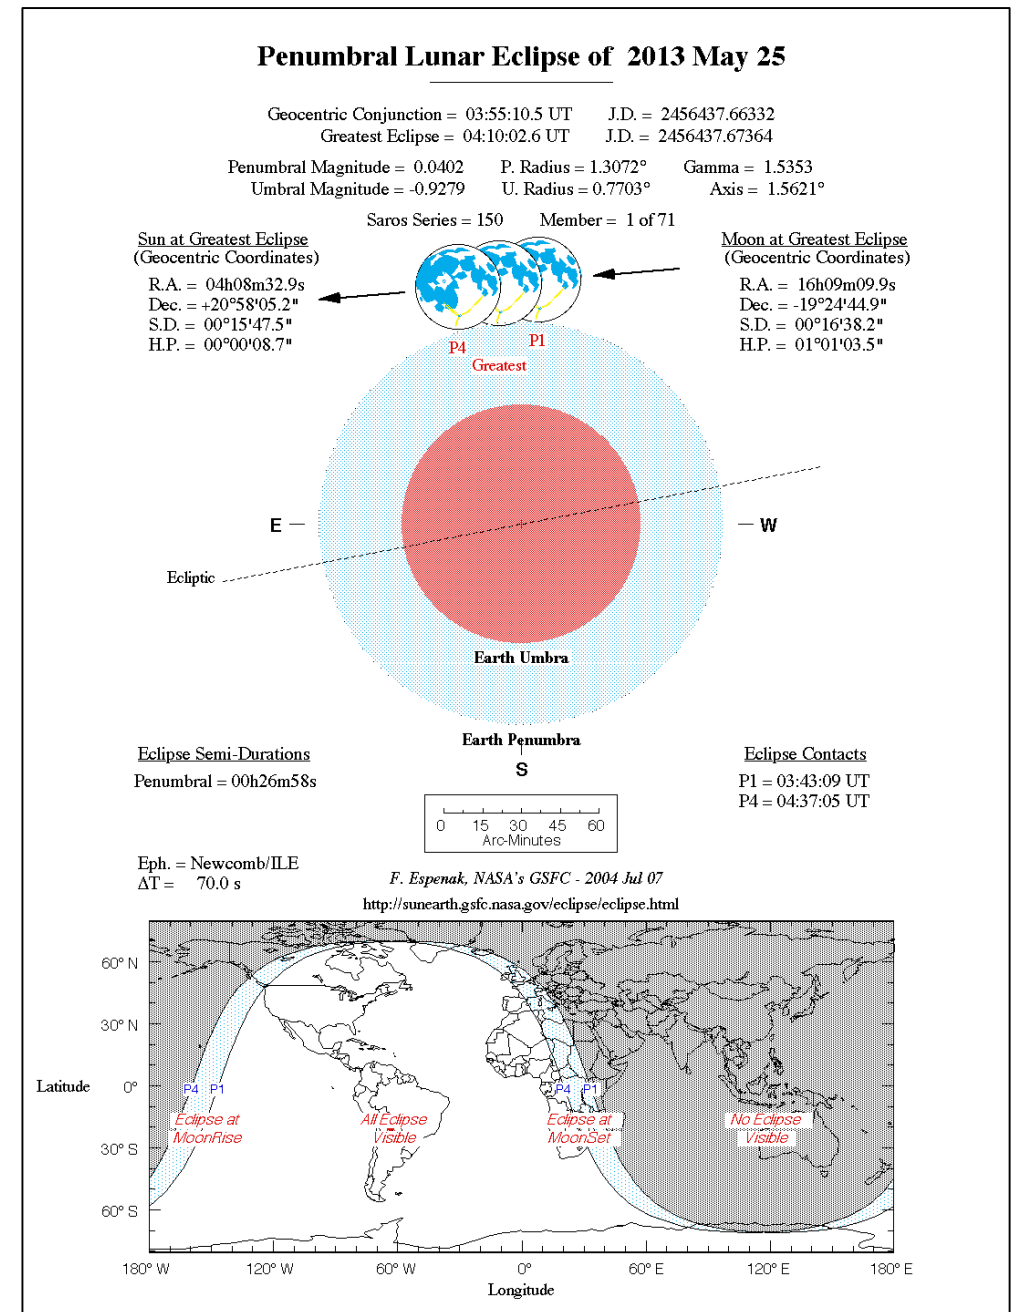 Penumbral Lunar Eclipse of  2013 May 25
Geocentric Conjunction =  03:55:10.5 UT        J.D. =  2456437.66332
Greatest Eclipse =  04:10:02.6 UT        J.D. =  2456437.67364
Penumbral Magnitude =  0.0402        P. Radius = 1.3072°        Gamma =  1.5353
Umbral Magnitude = -0.9279        U. Radius = 0.7703°        Axis =  1.5621°
Saros Series =  150        Member =  1 of 71
Sun at Greatest Eclipse
(Geocentric Coordinates)
R.A. =  04h08m32.9s
Dec. = +20°58'05.2"
S.D. =  00°15'47.5"
H.P. =  00°00'08.7"
Moon at Greatest Eclipse
(Geocentric Coordinates)
R.A. =  16h09m09.9s
Dec. = -19°24'44.9"
S.D. =  00°16'38.2"
H.P. =  01°01'03.5"
P4
P1
Greatest
E
W
Ecliptic
Earth Umbra
Earth Penumbra
S
Eclipse Semi-Durations
Penumbral = 00h26m58s
Eclipse Contacts
P1 = 03:43:09 UT
P4 = 04:37:05 UT
0 15 30 45 60
Arc-Minutes
Eph. = Newcomb/ILE
ΔT =     70.0 s
F. Espenak, NASA's GSFC - 2004 Jul 07
http://sunearth.gsfc.nasa.gov/eclipse/eclipse.html
60° N
30° N
Latitude
0°
30° S
60° S
P4 P1
P4 P1
Eclipse at
MoonRise
All Eclipse
Visible
Eclipse at
MoonSet
No Eclipse
Visible
180° W 120° W 60° W 0° 60° E 120° E 180° E
Longitude